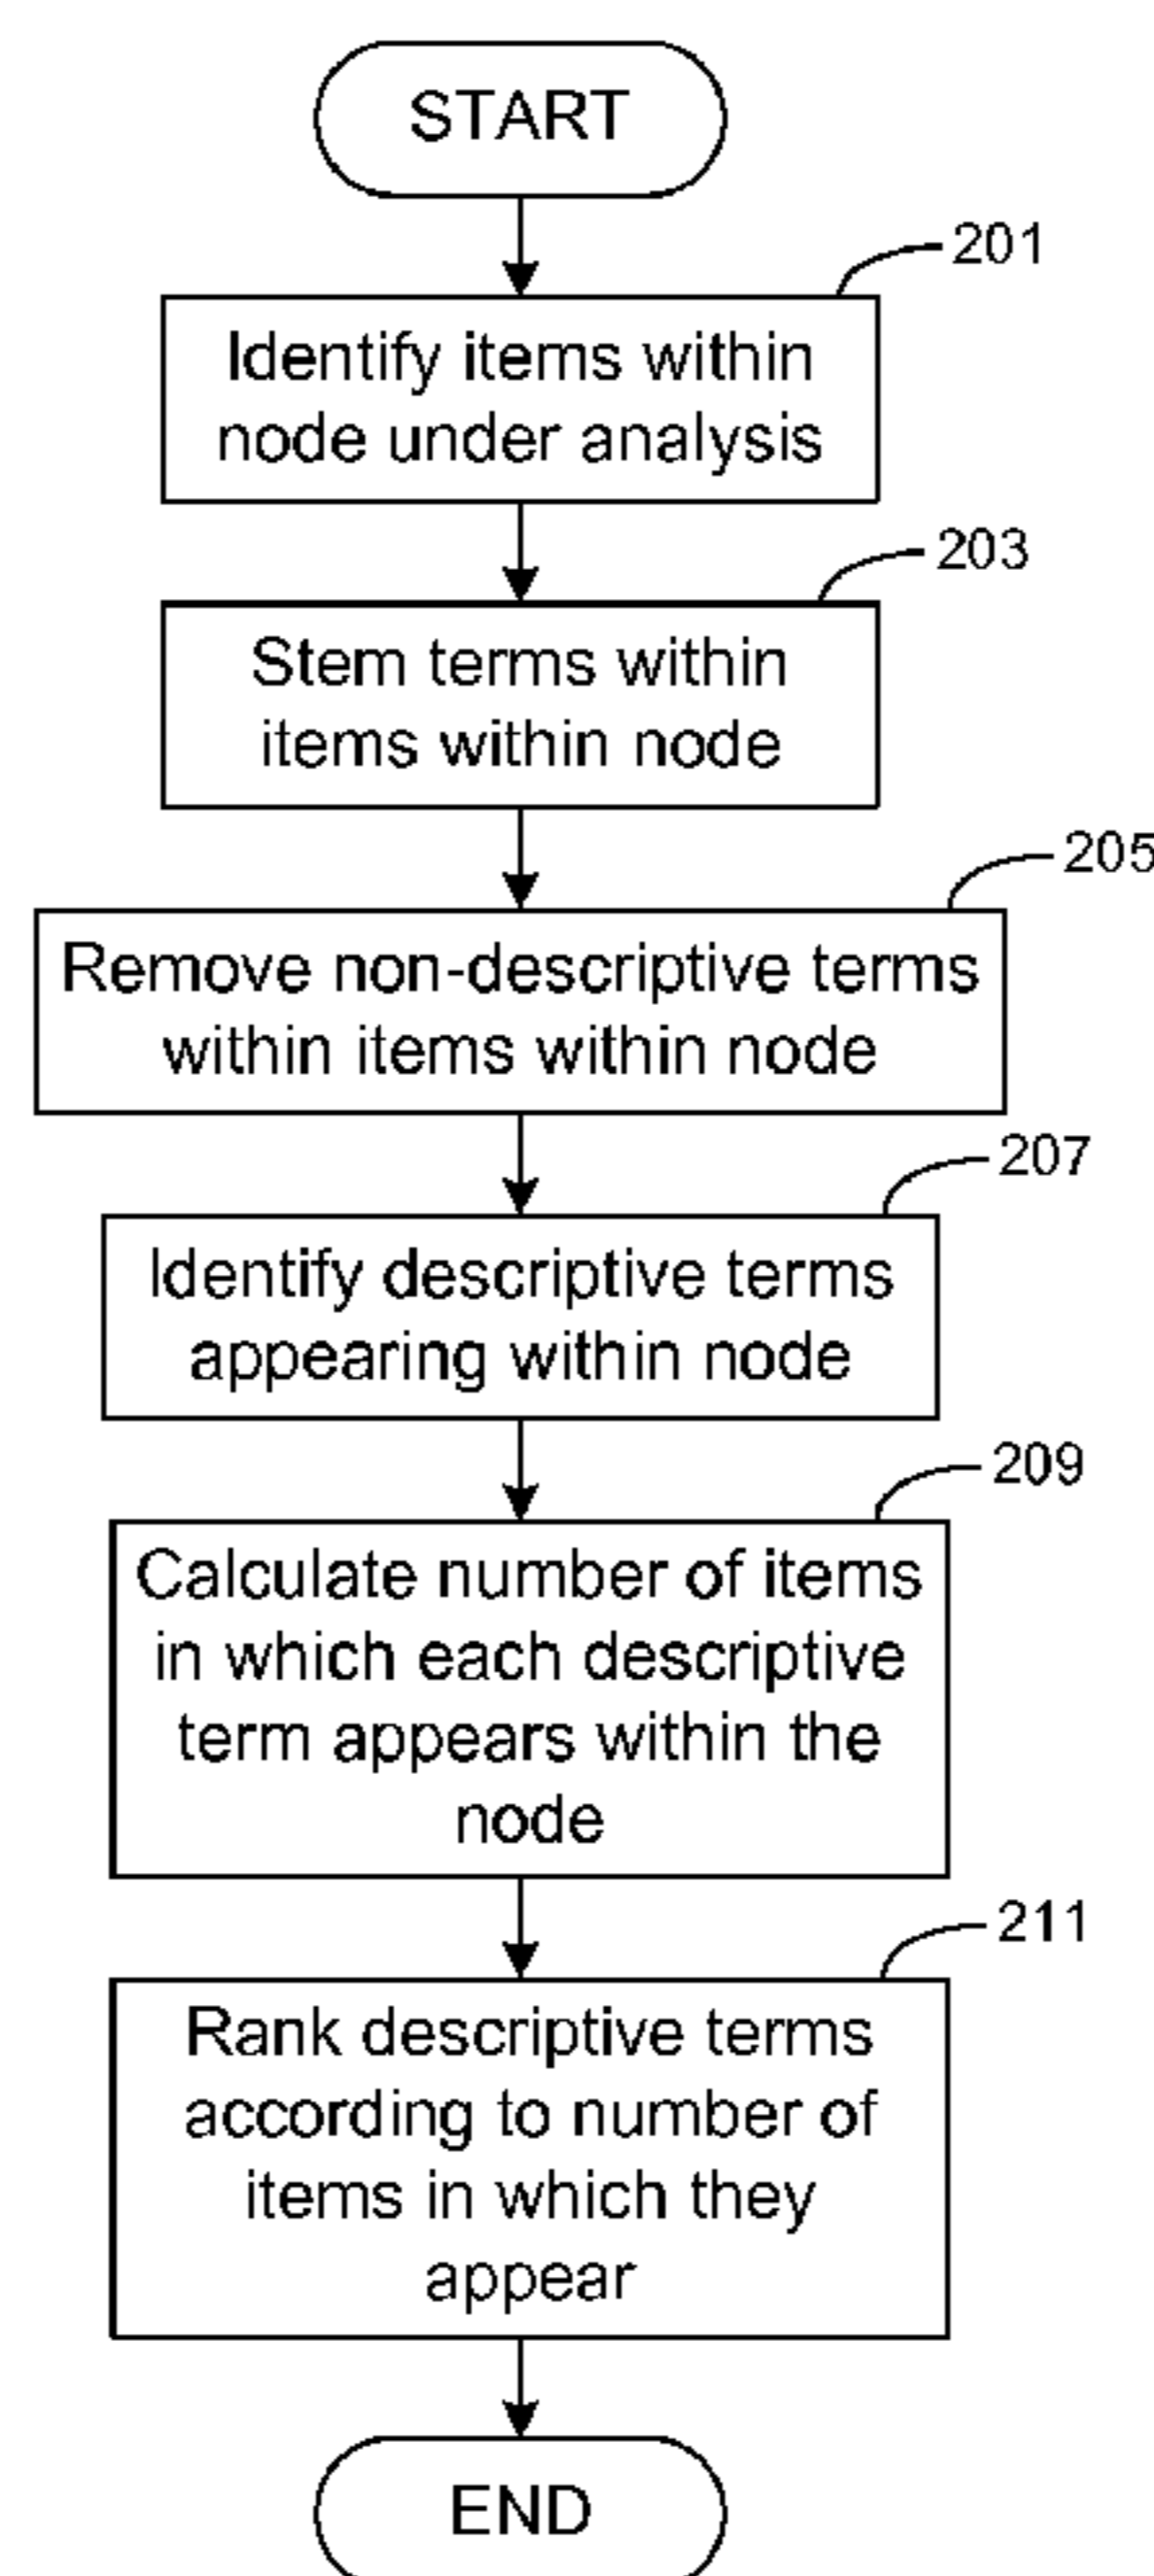 START
201
Identify items within
node under analysis
203
Stem terms within
items within node
205
Remove non-descriptive terms
within items within node
207
Identify descriptive terms
appearing within node
209
Calculate number of items
in which each descriptive
term appears within the
node
211
Rank descriptive terms
according to number of
items in which they
appear
END